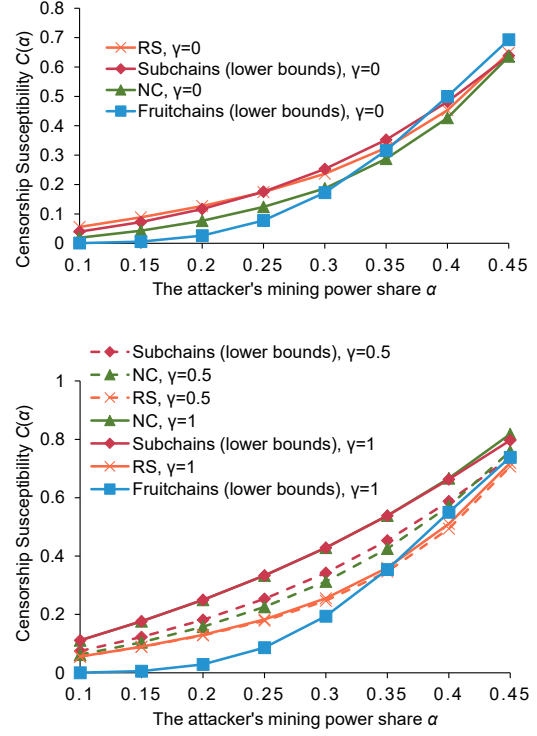 0.8
0.7
0.6
0.5
0.4
0.3
0.2
0.1
0
Censorship Susceptibility C(α)
RS, γ=0
Subchains (lower bounds), γ=0
NC, γ=0
Fruitchains (lower bounds), γ=0
0.1 0.15 0.2 0.25 0.3 0.35 0.4 0.45
The attacker's mining power share α
Subchains (lower bounds), γ=0.5
NC, γ=0.5
RS, γ=0.5
NC, γ=1
Subchains (lower bounds), γ=1
RS, γ=1
Fruitchains (lower bounds), γ=1
1
0.8
0.6
0.4
0.2
0
Censorship Susceptibility C(α)
0.1 0.15 0.2 0.25 0.3 0.35 0.4 0.45
The attacker's mining power share α